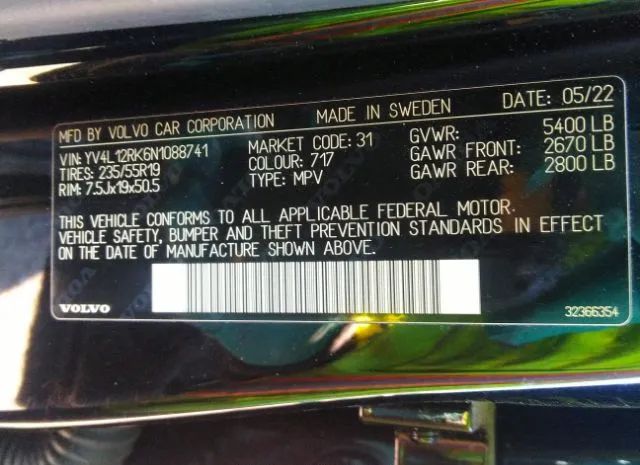 MFD BY VOLVO CAR CORPORATION MADE IN SWEDEN DATE: 05/22
VIN: YV4L12RK6N1088741 MARKET CODE: 31 GVWR: 5400 LB
TIRES: 235/55R19 COLOUR: 717 GAWR FRONT: 2670 LB
RIM: 7.5Jx19x50.5 TYPE: MPV GAWR REAR: 2800 LB
THIS VEHICLE CONFORMS TO ALL APPLICABLE FEDERAL MOTOR
VEHICLE SAFETY, BUMPER AND THEFT PREVENTION STANDARDS IN EFFECT
ON THE DATE OF MANUFACTURE SHOWN ABOVE.
VOLVO 32366354